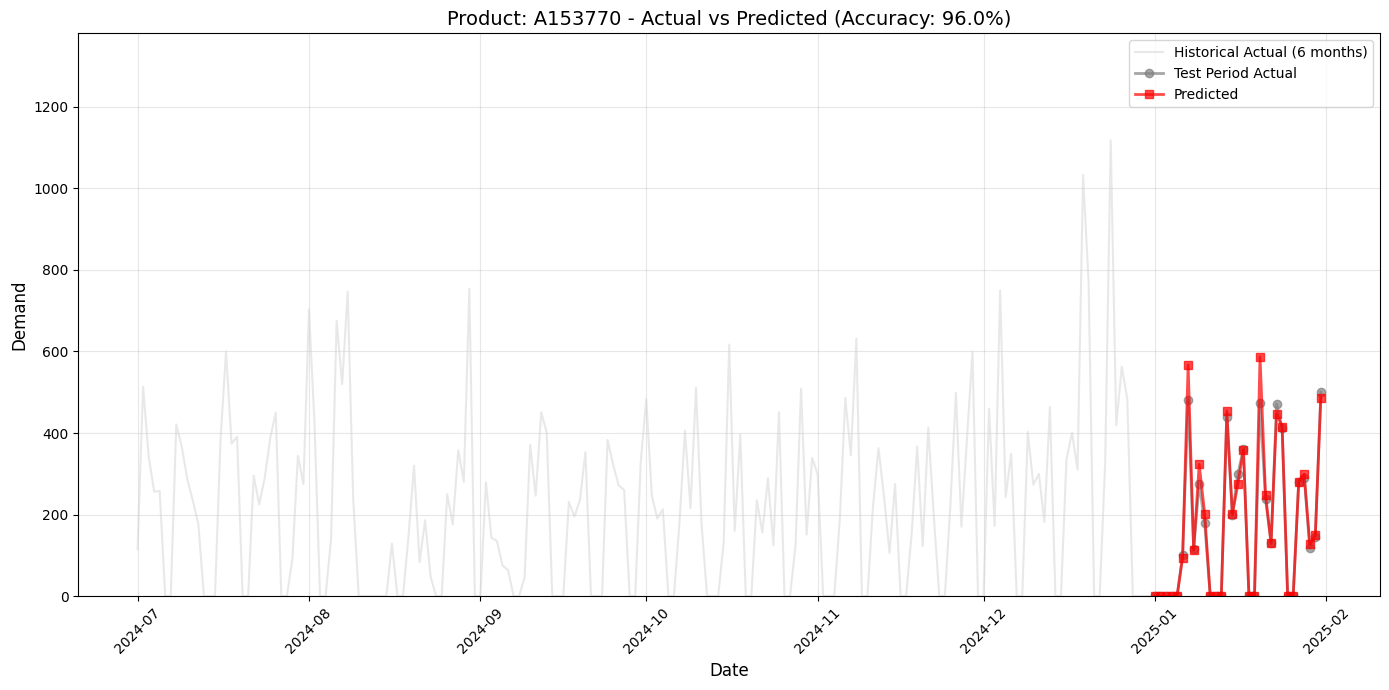 Product: A153770 - Actual vs Predicted (Accuracy: 96.0%)
Historical Actual (6 months)
Test Period Actual
Predicted
1200
1000
800
600
400
200
0
Demand
2024-07
2024-08
2024-09
2024-10
2024-11
2024-12
2025-01
2025-02
Date